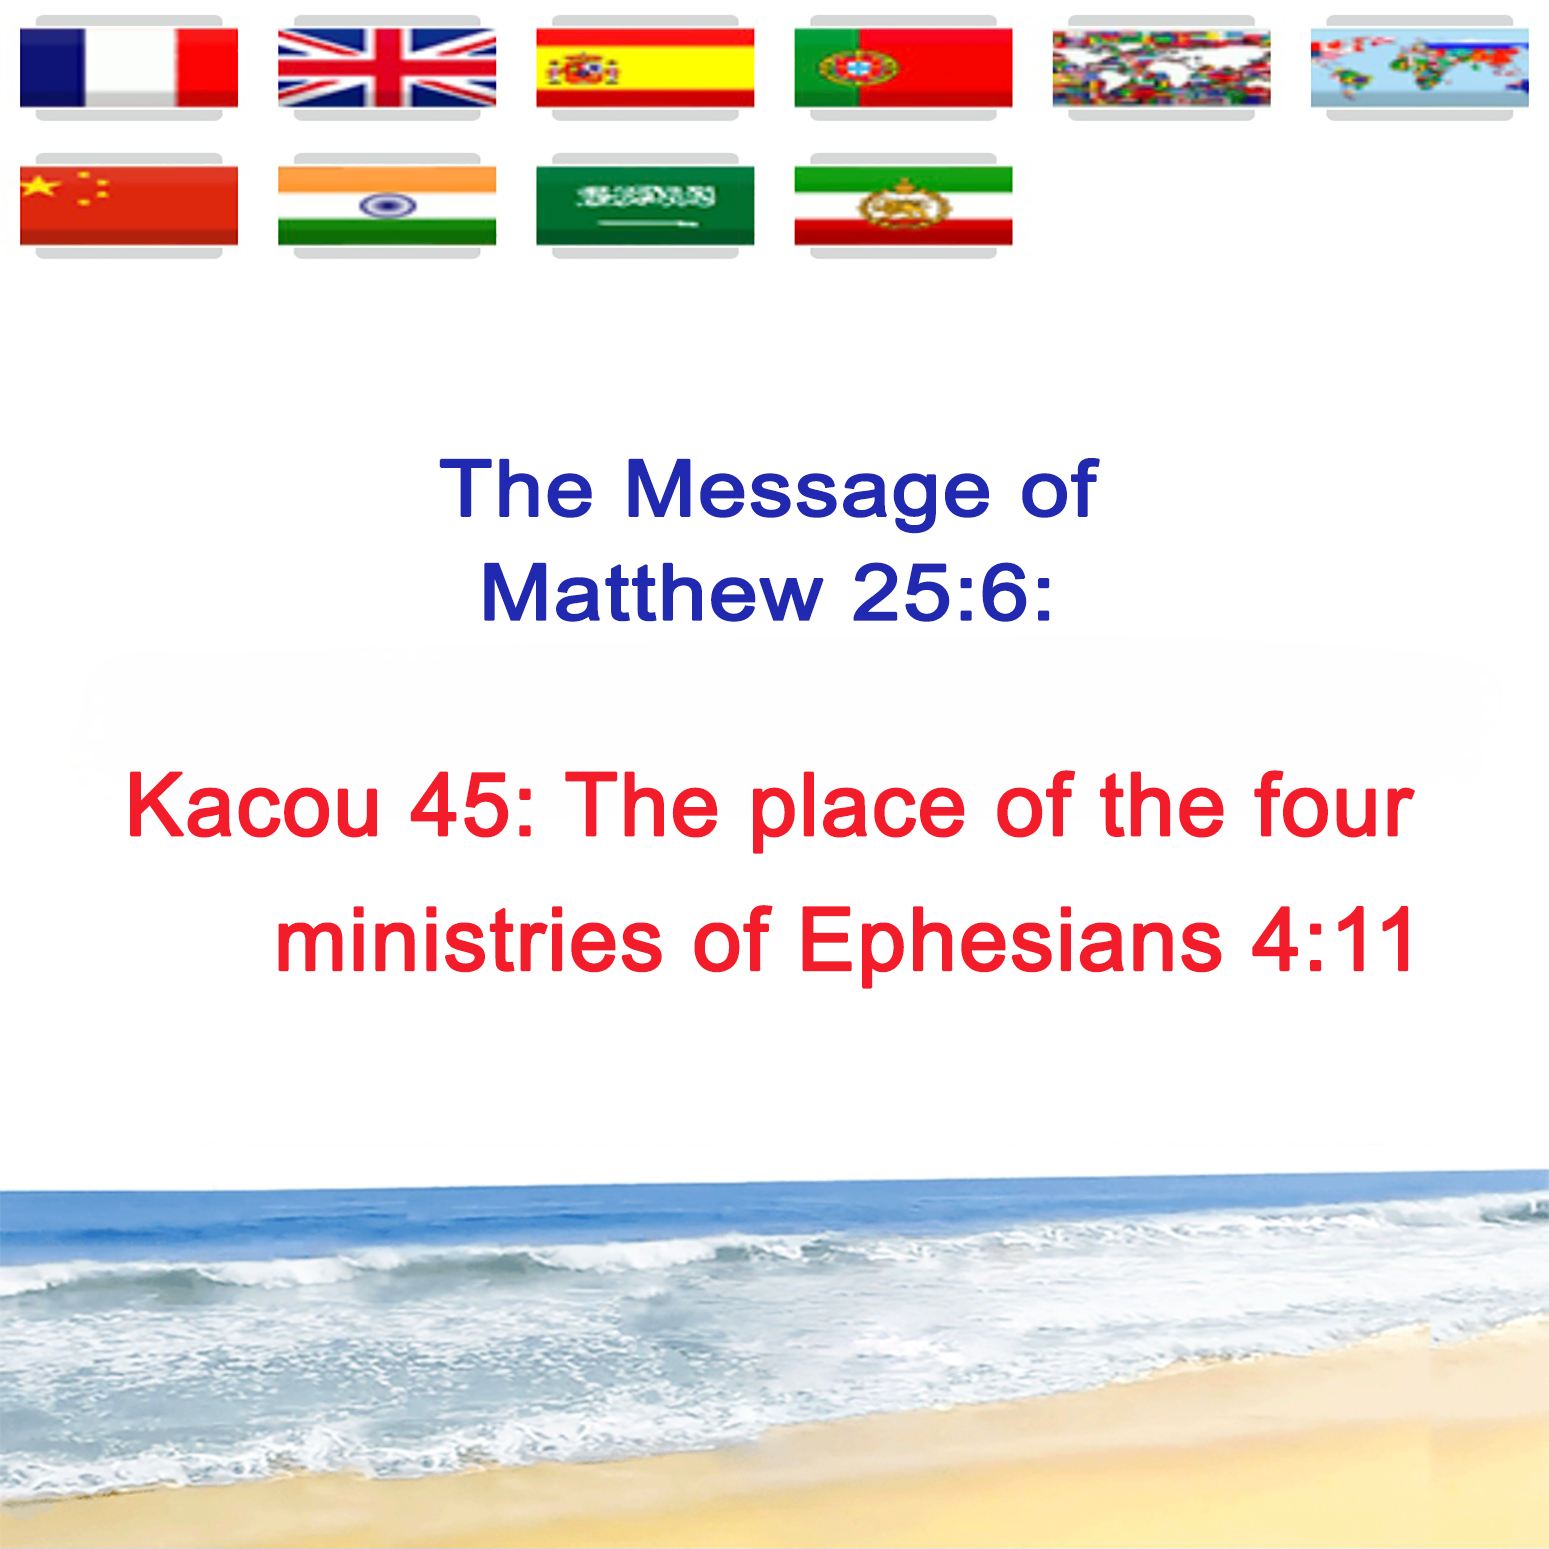 The Message of
Matthew 25:6:
Kacou 45: The place of the four
ministries of Ephesians 4:11